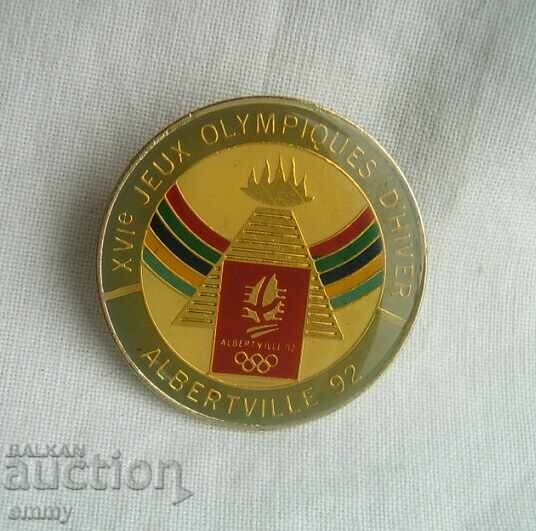 XVIe JEUX OLYMPIQUES D'HIVER
ALBERTVILLE 92
ALBERTVILLE 92
BALKAN
auction
emmy